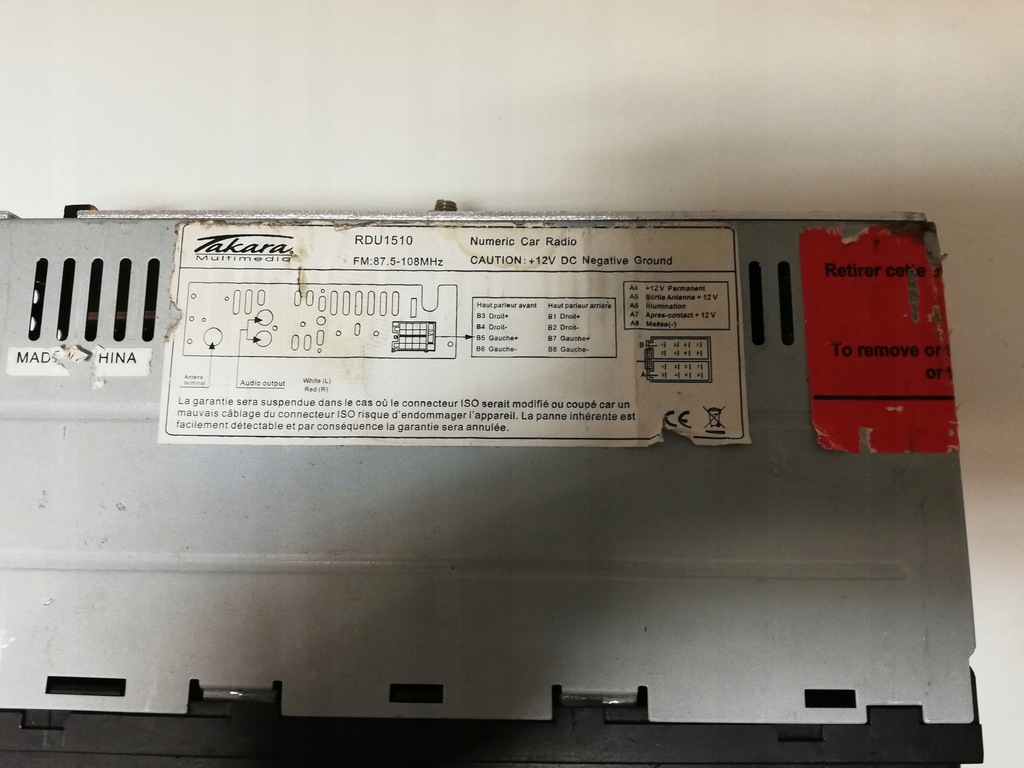 Takara
Multimedia
RDU1510
FM:87.5-108MHz
Numeric Car Radio
CAUTION: +12V DC Negative Ground
Haut parleur avant Haut parleur arriere
B3 Droit+ B1 Droit+
B4 Droit- B2 Droit-
B5 Gauche+ B7 Gauche+
B6 Gauche- B8 Gauche-
A4 +12V Permanent
A5 Sortie Antenne + 12V
A6 Illumination
A7 Apres-contact + 12V
A8 Masse(-)
B
A
Antena
terminal
Audio output
White (L)
Red (R)
La garantie sera suspendue dans le cas où le connecteur ISO serait modifié ou coupé car un
mauvais câblage du connecteur ISO risque d'endommager l'appareil. La panne inhérente est
facilement détectable et par conséquence la garantie sera annulée.
CE
MADE HINA
Retirer cette
To remove or
or